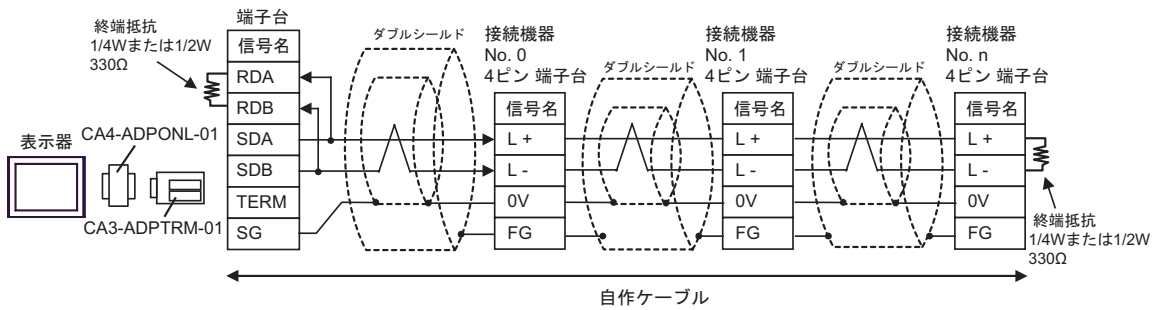 端子台
終端抵抗
1/4Wまたは1/2W
330Ω
信号名
RDA
RDB
SDA
SDB
TERM
SG
表示器
CA4-ADPONL-01
CA3-ADPTRM-01
ダブルシールド
接続機器
No. 0
4ピン 端子台
信号名
L +
L -
0V
FG
ダブルシールド
接続機器
No. 1
4ピン 端子台
信号名
L +
L -
0V
FG
ダブルシールド
接続機器
No. n
4ピン 端子台
信号名
L +
L -
0V
FG
終端抵抗
1/4Wまたは1/2W
330Ω
自作ケーブル